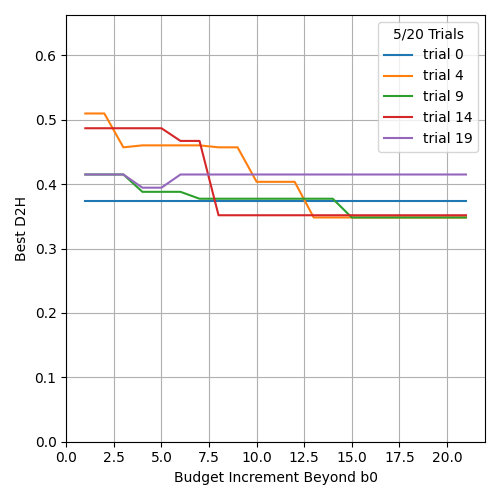 5/20 Trials
trial 0
trial 4
trial 9
trial 14
trial 19
Best D2H
0.6
0.5
0.4
0.3
0.2
0.1
0.0
0.0 2.5 5.0 7.5 10.0 12.5 15.0 17.5 20.0
Budget Increment Beyond b0